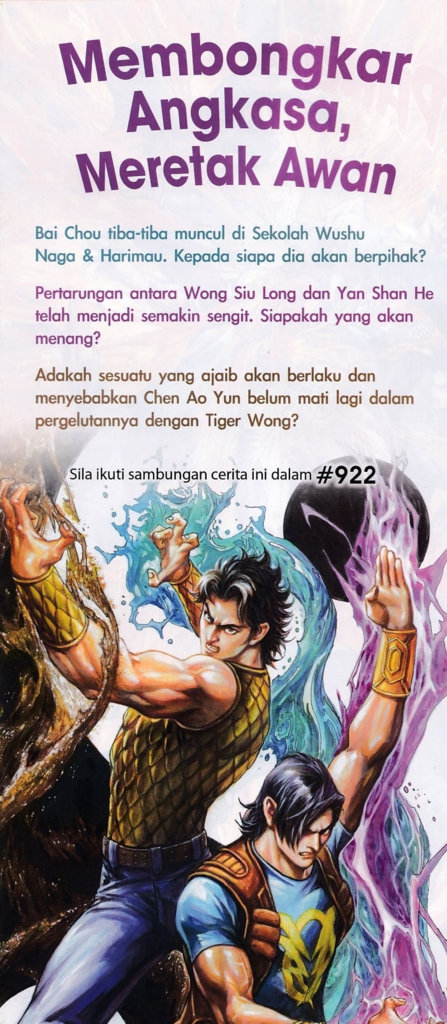 Membongkar
Angkasa,
Meretak Awan
Bai Chou tiba-tiba muncul di Sekolah Wushu
Naga & Harimau. Kepada siapa dia akan berpihak?
Pertarungan antara Wong Siu Long dan Yan Shan He
telah menjadi semakin sengit. Siapakah yang akan
menang?
Adakah sesuatu yang ajaib akan berlaku dan
menyebabkan Chen Ao Yun belum mati lagi dalam
pergelutannya dengan Tiger Wong?
Sila ikuti sambungan cerita ini dalam #922